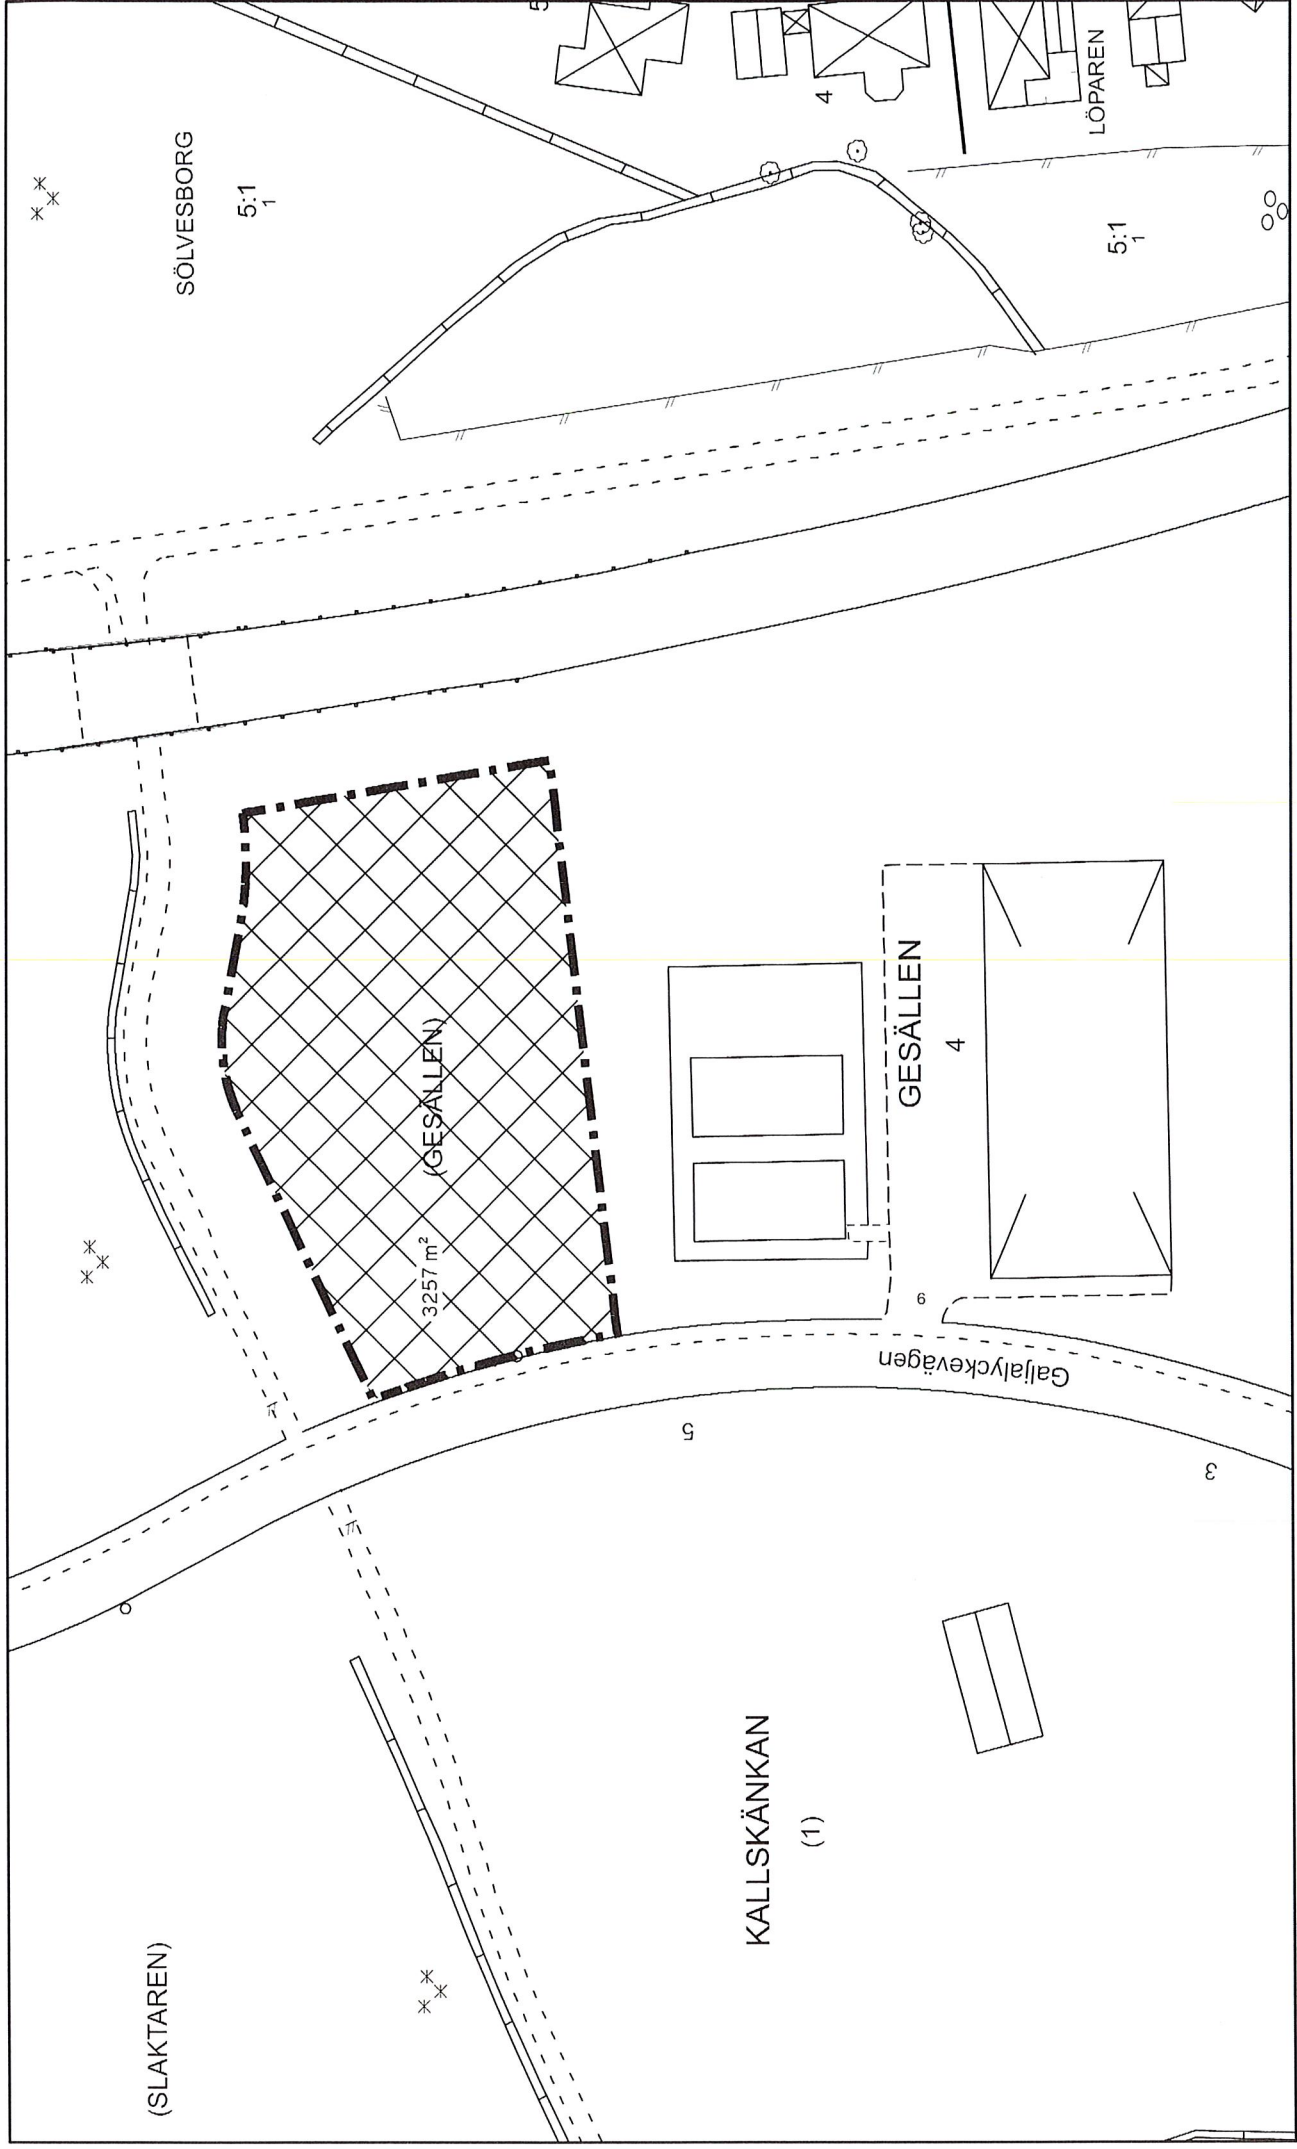 (SLAKTAREN)
SÖLVESBORG
5:1
1
3257 m²
(GESÄLLEN)
5
5
KALLSKÄNKAN
(1)
4
GESÄLLEN
4
6
Galjalyckevägen
LÖPAREN
5:1
1
3